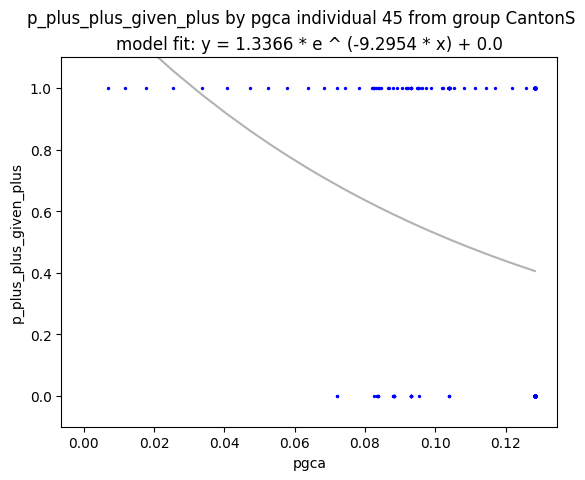 p_plus_plus_given_plus by pgca individual 45 from group CantonS
model fit: y = 1.3366 * e ^ (-9.2954 * x) + 0.0
1.0
0.8
0.6
0.4
0.2
0.0
p_plus_plus_given_plus
0.00 0.02 0.04 0.06 0.08 0.10 0.12
pgca